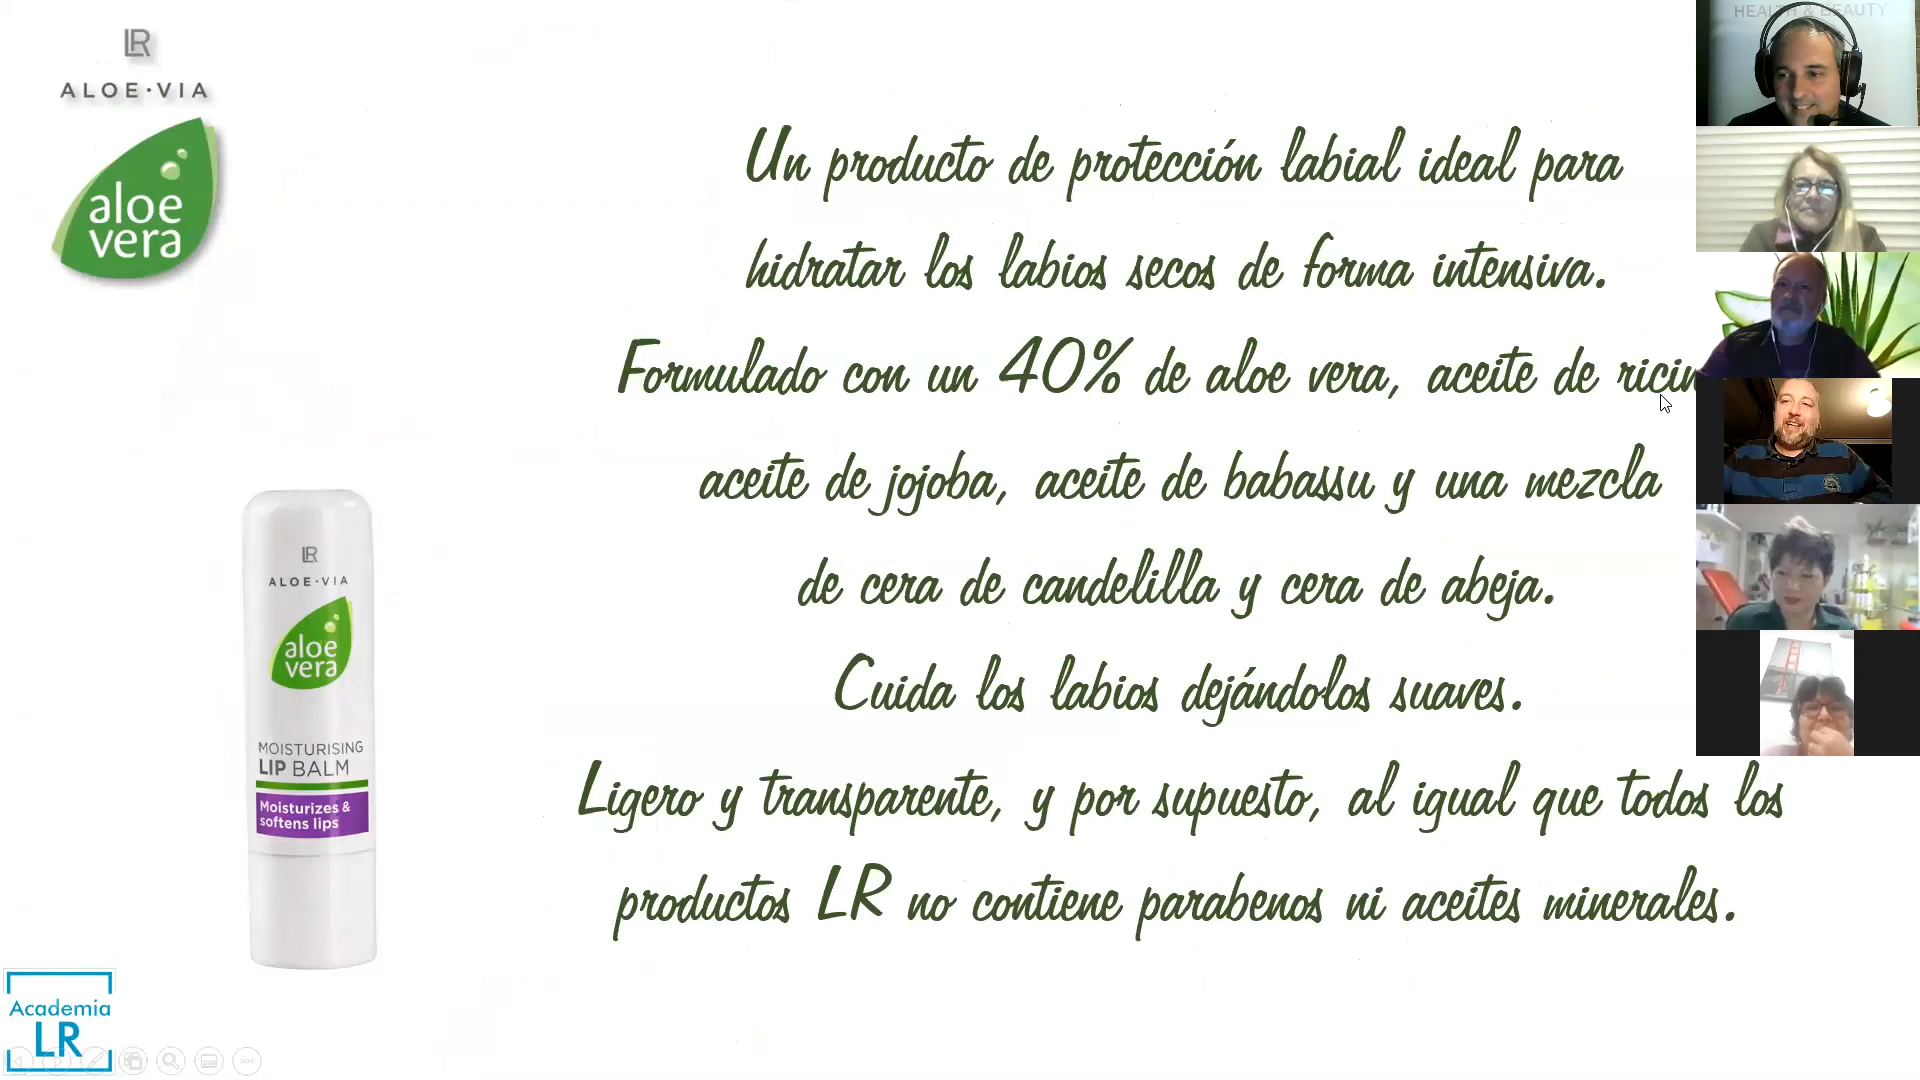 LR
ALOE·VIA
aloe
vera
Un producto de protección labial ideal para
hidratar los labios secos de forma intensiva.
Formulado con un 40% de aloe vera, aceite de ricin
aceite de jojoba, aceite de babassu y una mezcla
de cera de candelilla y cera de abeja.
Cuida los labios dejándolos suaves.
Ligero y transparente, y por supuesto, al igual que todos los
productos LR no contiene parabenos ni aceites minerales.
LR
ALOE·VIA
aloe
vera
MOISTURISING
LIP BALM
Moisturizes &
softens lips
Academia
LR
HEALTH & BEAUTY